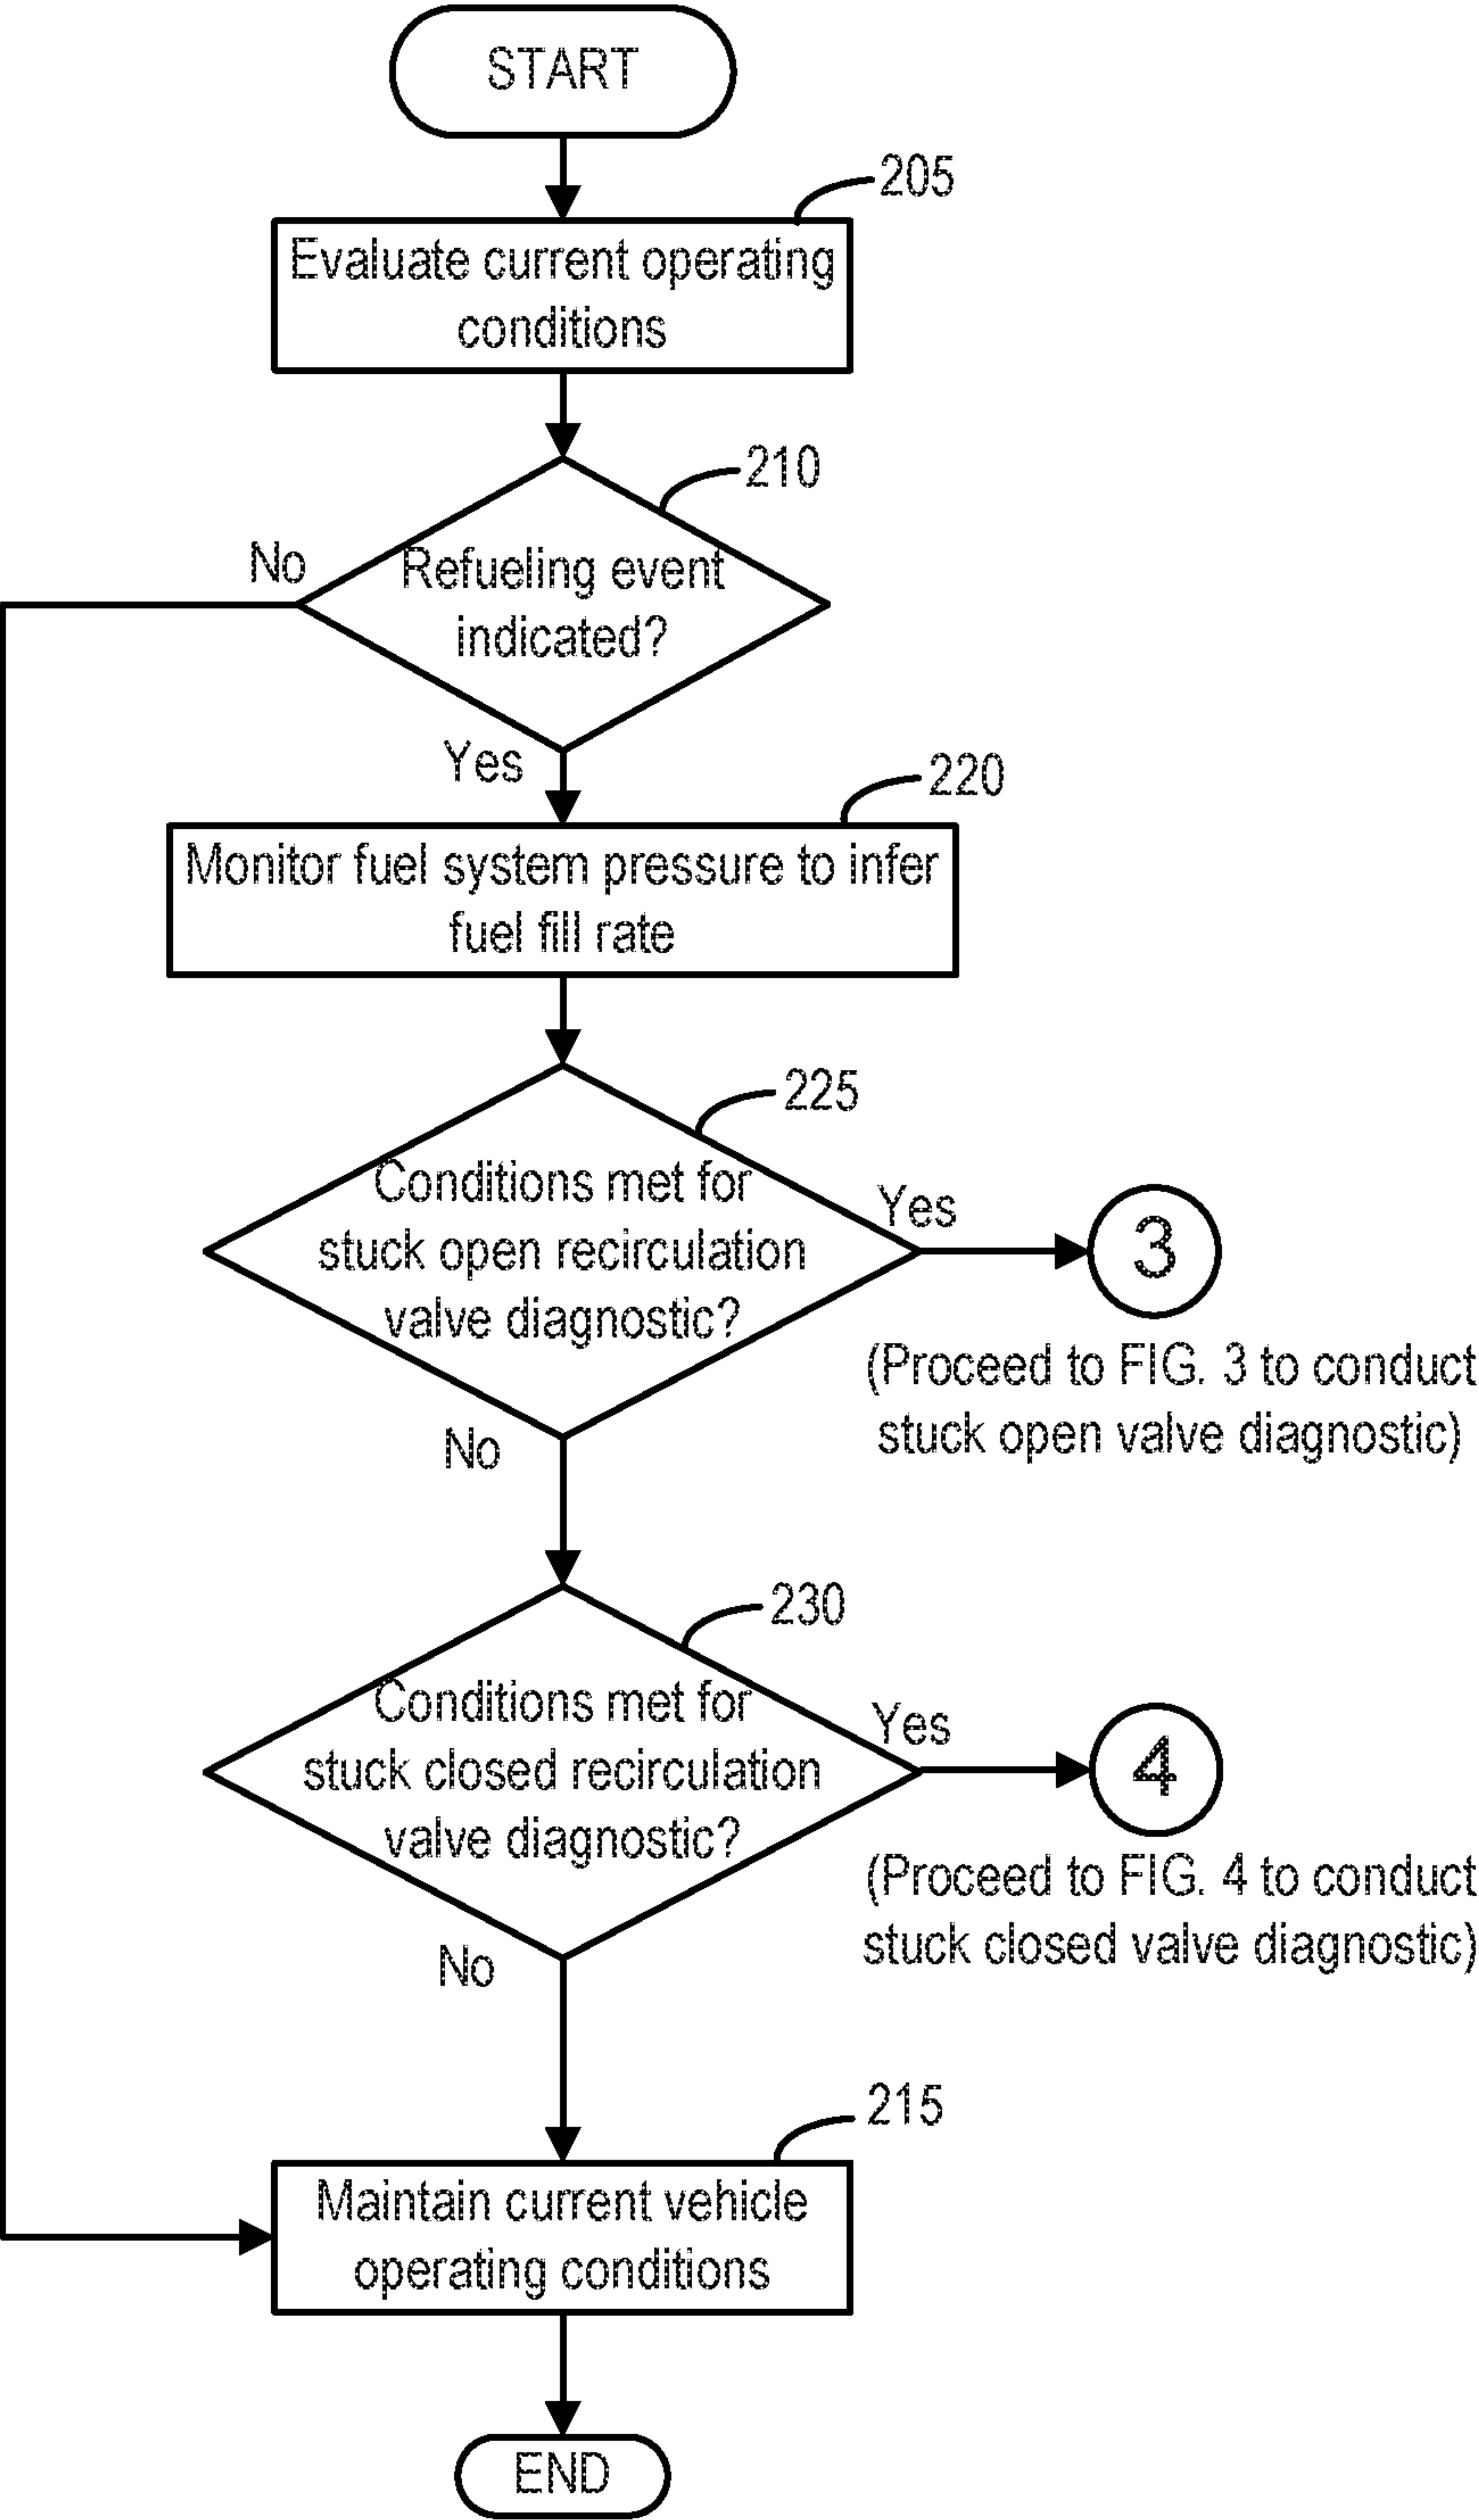 START
205
Evaluate current operating
conditions
210
No
Refueling event
indicated?
Yes
220
Monitor fuel system pressure to infer
fuel fill rate
225
Conditions met for
stuck open recirculation
valve diagnostic?
Yes
3
(Proceed to FIG. 3 to conduct
stuck open valve diagnostic)
No
230
Conditions met for
stuck closed recirculation
valve diagnostic?
Yes
4
(Proceed to FIG. 4 to conduct
stuck closed valve diagnostic)
No
215
Maintain current vehicle
operating conditions
END